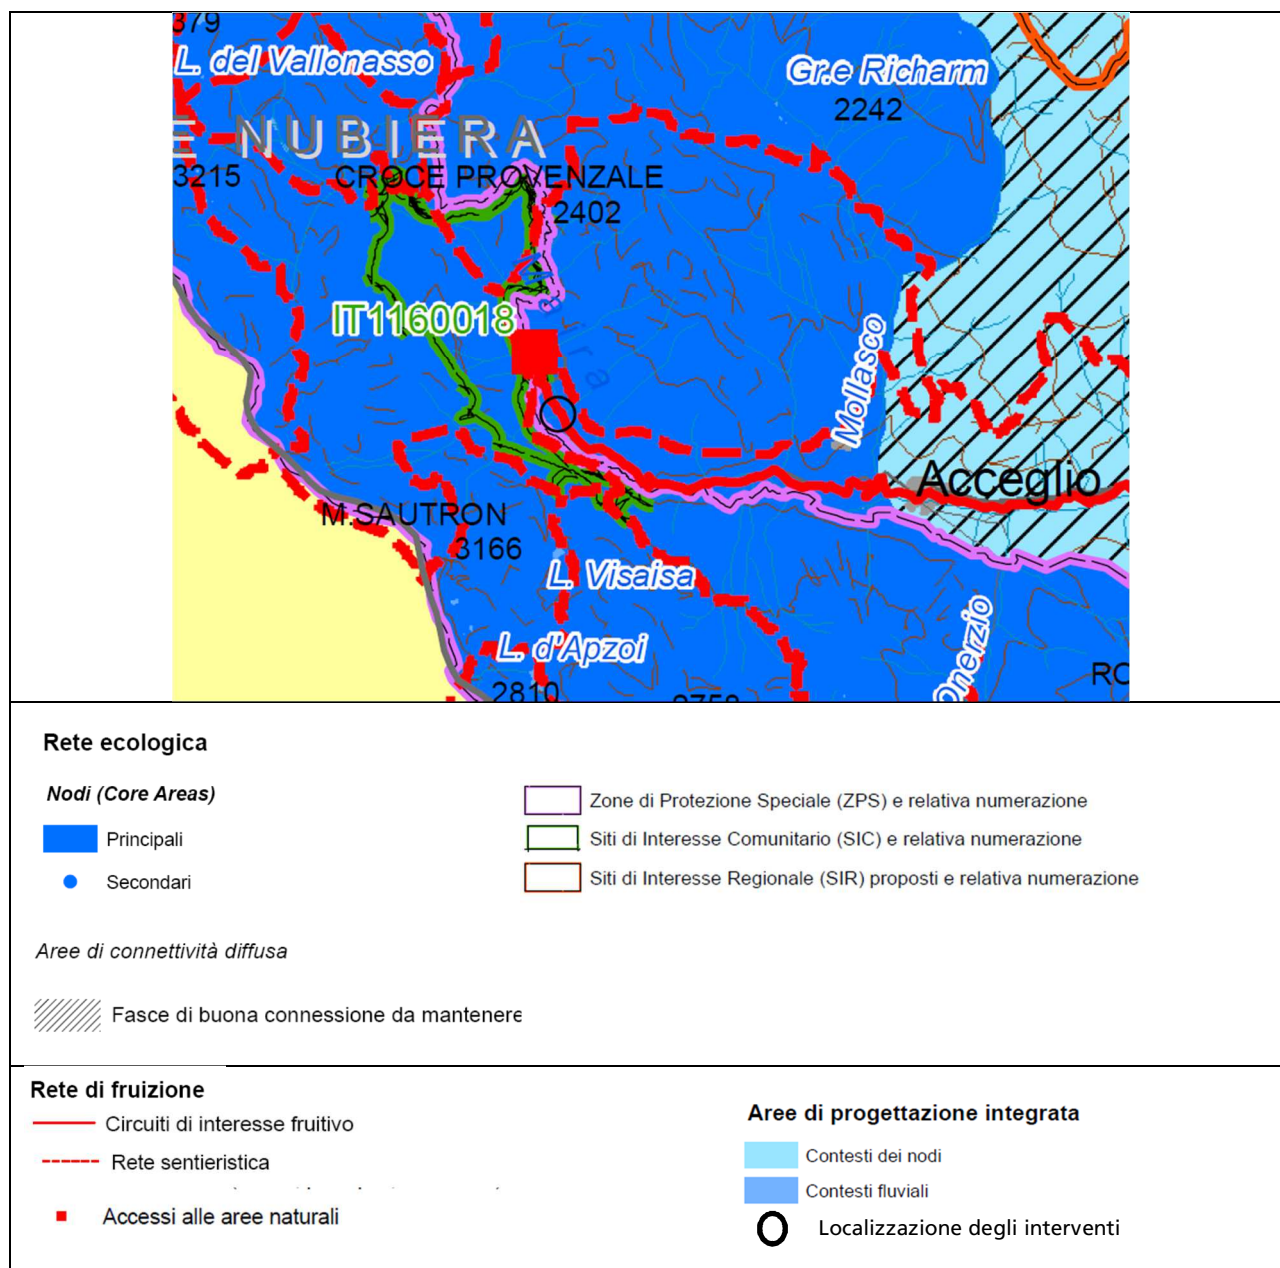 379
L. del Vallonasso
Gr.e Richarm
2242
E NUBIERA
3215
CROCE PROVENZALE
2402
Maira
IT1160018
Mollasco
Acceglio
M.SAUTRON
3166
L. Visaisa
L. d'Apzoi
Onerzio
2810
RO
Rete ecologica
Nodi (Core Areas)
Principali
Secondari
Zone di Protezione Speciale (ZPS) e relativa numerazione
Siti di Interesse Comunitario (SIC) e relativa numerazione
Siti di Interesse Regionale (SIR) proposti e relativa numerazione
Aree di connettività diffusa
Fasce di buona connessione da mantenere
Rete di fruizione
Circuiti di interesse fruitivo
Rete sentieristica
Accessi alle aree naturali
Aree di progettazione integrata
Contesti dei nodi
Contesti fluviali
Localizzazione degli interventi